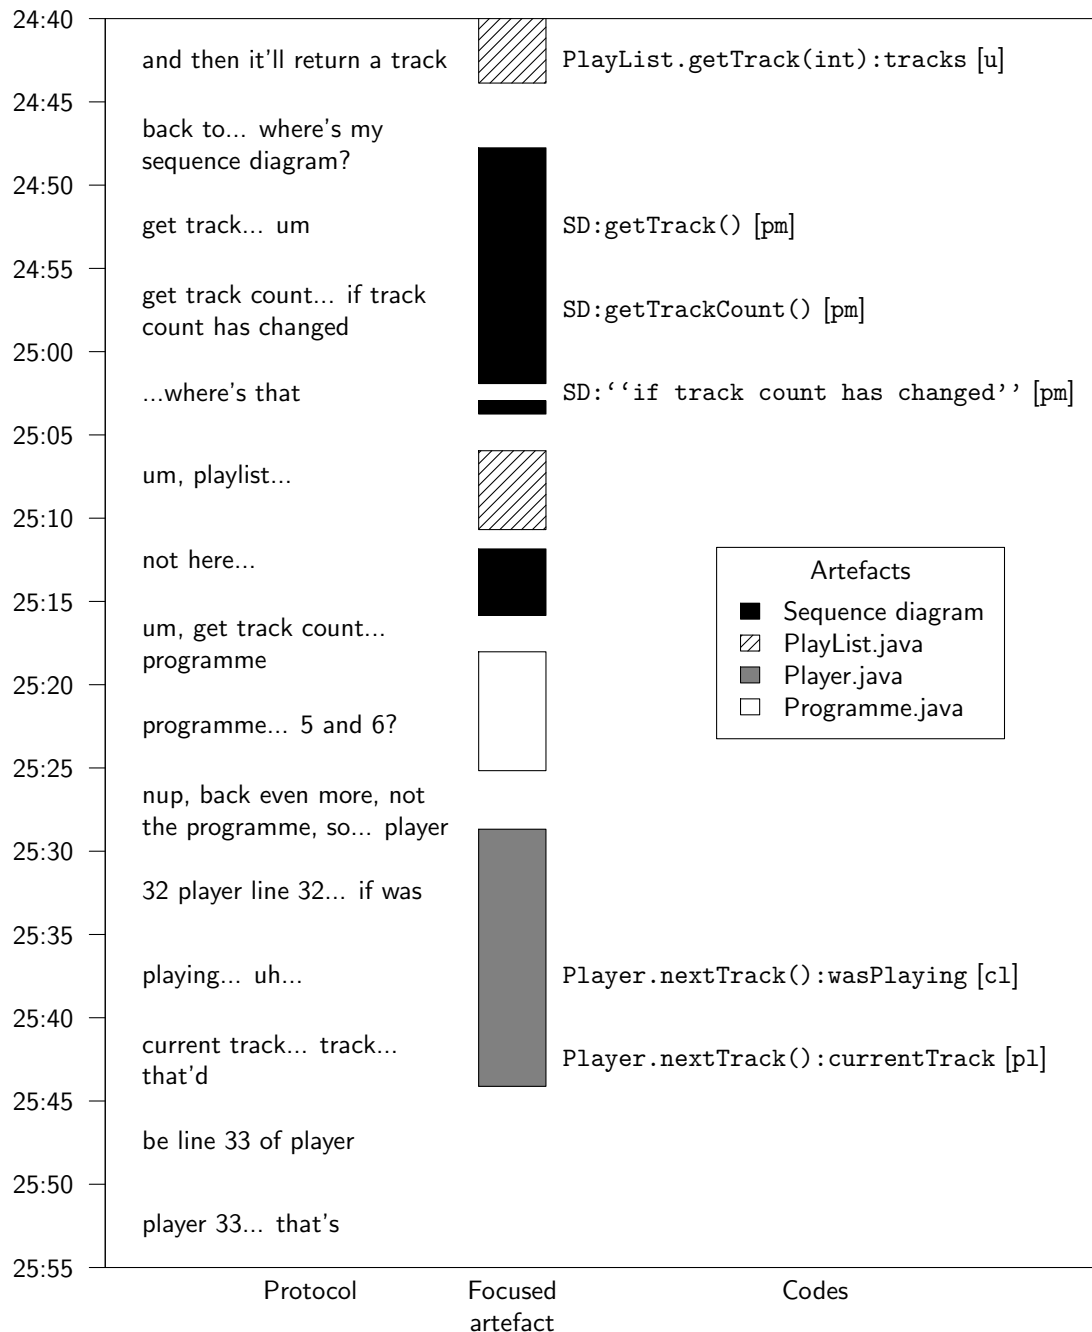 24:40
and then it'll return a track
PlayList.getTrack(int):tracks [u]
24:45
back to... where's my
sequence diagram?
24:50
get track... um
SD:getTrack() [pm]
24:55
get track count... if track
count has changed
SD:getTrackCount() [pm]
25:00
...where's that
SD:‘‘if track count has changed’’ [pm]
25:05
um, playlist...
25:10
not here...
25:15
um, get track count...
programme
25:20
programme... 5 and 6?
25:25
nup, back even more, not
the programme, so... player
25:30
32 player line 32... if was
25:35
playing... uh...
Player.nextTrack():wasPlaying [cl]
25:40
current track... track...
that'd
Player.nextTrack():currentTrack [pl]
25:45
be line 33 of player
25:50
player 33... that's
25:55
Artefacts
Sequence diagram
PlayList.java
Player.java
Programme.java
Protocol
Focused
artefact
Codes